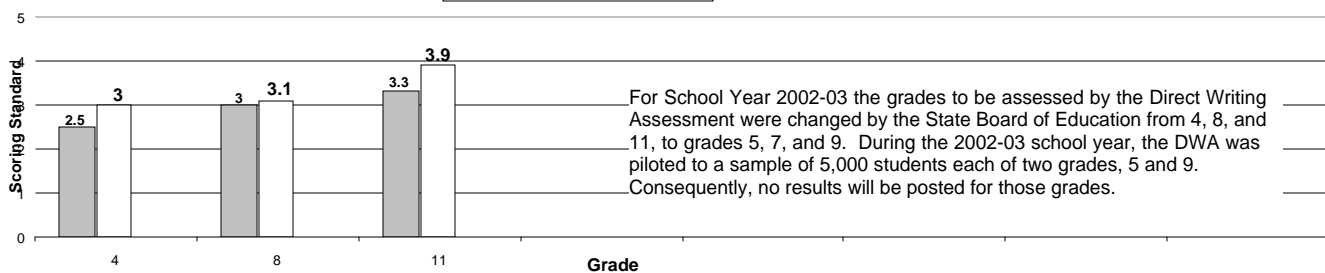 5
4
3
2
1
0
Scoring Standard
2.5
3
3
3.1
3.3
3.9
4
8
11
Grade
For School Year 2002-03 the grades to be assessed by the Direct Writing
Assessment were changed by the State Board of Education from 4, 8, and
11, to grades 5, 7, and 9. During the 2002-03 school year, the DWA was
piloted to a sample of 5,000 students each of two grades, 5 and 9.
Consequently, no results will be posted for those grades.